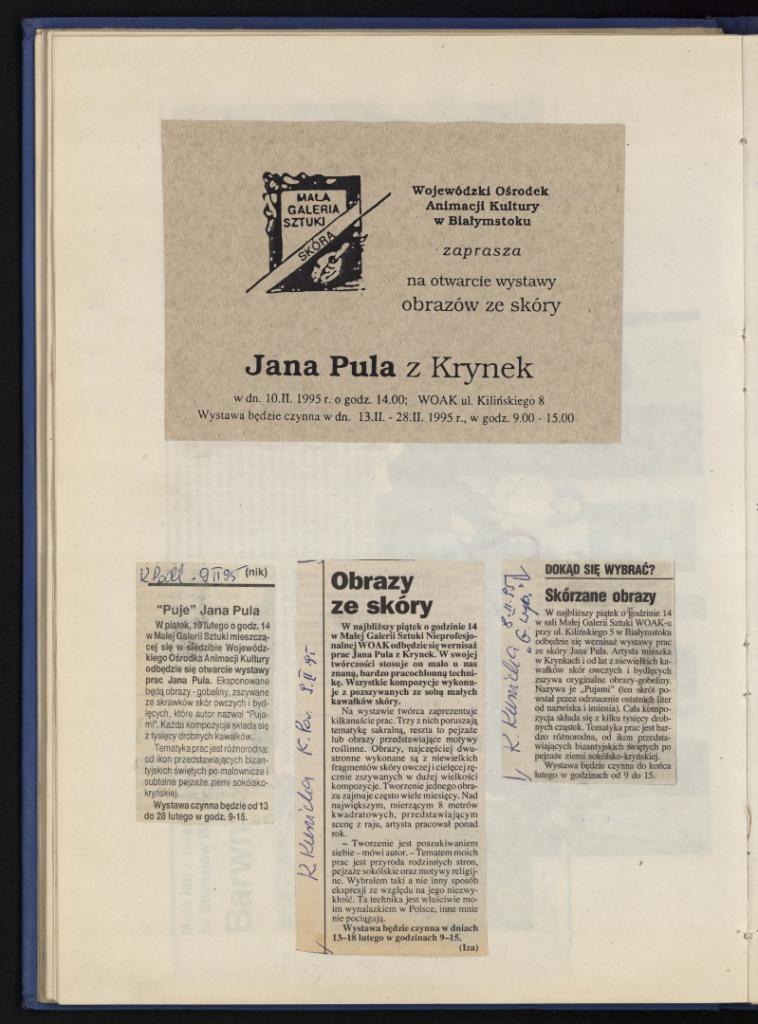 MAŁA
GALERIA
SZTUKI
SKÓRA
Wojewódzki Ośrodek
Animacji Kultury
w Białymstoku
zaprasza
na otwarcie wystawy
obrazów ze skóry
Jana Pula z Krynek
w dn. 10.II. 1995 r. o godz. 14.00; WOAK ul. Kilińskiego 8
Wystawa będzie czynna w dn. 13.II. - 28.II. 1995 r., w godz. 9.00 - 15.00
9 II 95 (nik)
"Puje" Jana Pula
W piątek, 10 lutego o godz. 14
w Małej Galerii Sztuki mieszczą-
cej się w siedzibie Wojewódz-
kiego Ośrodka Animacji Kultury
odbędzie się otwarcie wystawy
prac Jana Pula. Eksponowane
będą obrazy - gobeliny, zszywane
ze skrawków skór owczych i byd-
lęcych, które autor nazwał "Puja-
mi". Każda kompozycja składa się
z tysięcy drobnych kawałków.
Tematyka prac jest różnorodna:
od ikon przedstawiających bizan-
tyjskich świętych po malownicze i
subtelne pejzaże ziemi sokólsko-
kryńskiej.
Wystawa czynna będzie od 13
do 28 lutego w godz. 9-15.
K. Kunicka K. Por. 9.II 95.
Obrazy
ze skóry
W najbliższy piątek o godzinie 14
w Małej Galerii Sztuki Nieprofesjo-
nalnej WOAK odbędzie się wernisaż
prac Jana Pula z Krynek. W swojej
twórczości stosuje on mało u nas
znaną, bardzo pracochłonną techni-
kę. Wszystkie kompozycje wykonu-
je z pozszywanych ze sobą małych
kawałków skóry.
Na wystawie twórca zaprezentuje
kilkanaście prac. Trzy z nich poruszają
tematykę sakralną, reszta to pejzaże
lub obrazy przedstawiające motywy
roślinne. Obrazy, najczęściej dwu-
stronne wykonane są z niewielkich
fragmentów skóry owczej i cielęcej rę-
cznie zszywanych w dużej wielkości
kompozycje. Tworzenie jednego obra-
zu zajmuje często wiele miesięcy. Nad
największym, mierzącym 8 metrów
kwadratowych, przedstawiającym
scenę z raju, artysta pracował ponad
rok.
– Tworzenie jest poszukiwaniem
siebie – mówi autor. – Tematem moich
prac jest przyroda rodzinnych stron,
pejzaże sokólskie oraz motywy religij-
ne. Wybrałem taki a nie inny sposób
ekspresji ze względu na jego niezwy-
kłość. Ta technika jest właściwie mo-
im wynalazkiem w Polsce, inne mnie
nie pociągają.
Wystawa będzie czynna w dniach
13–18 lutego w godzinach 9–15.
(Iza)
K. Kunicka 8.II.95
"G. Wyb."
DOKĄD SIĘ WYBRAĆ?
Skórzane obrazy
W najbliższy piątek o godzinie 14
w sali Małej Galerii Sztuki WOAK-u
przy ul. Kilińskiego 5 w Białymstoku
odbędzie się wernisaż wystawy prac
ze skóry Jana Pula. Artysta mieszka
w Krynkach i od lat z niewielkich ka-
wałków skór owczych i bydlęcych
zszywa oryginalne obrazy-gobeliny.
Nazywa je „Pujami” (ten skrót po-
wstał przez odrzucenie ostatnich liter
od nazwiska i imienia). Cała kompo-
zycja składa się z kilku tysięcy drob-
nych cząstek. Tematyka prac jest bar-
dzo różnorodna, od ikon przedsta-
wiających bizantyjskich świętych po
pejzaże ziemi sokólsko-kryńskiej.
Wystawa będzie czynna do końca
lutego w godzinach od 9 do 15.